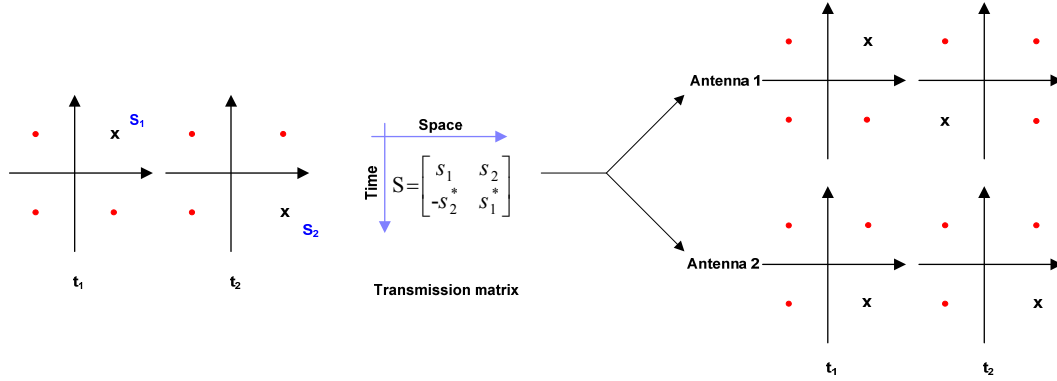 S1
x
x
S2
t1
t2
Space
Time
S=[s1 s2
-s2* s1*]
Transmission matrix
Antenna 1
x
x
Antenna 2
x
x
t1
t2